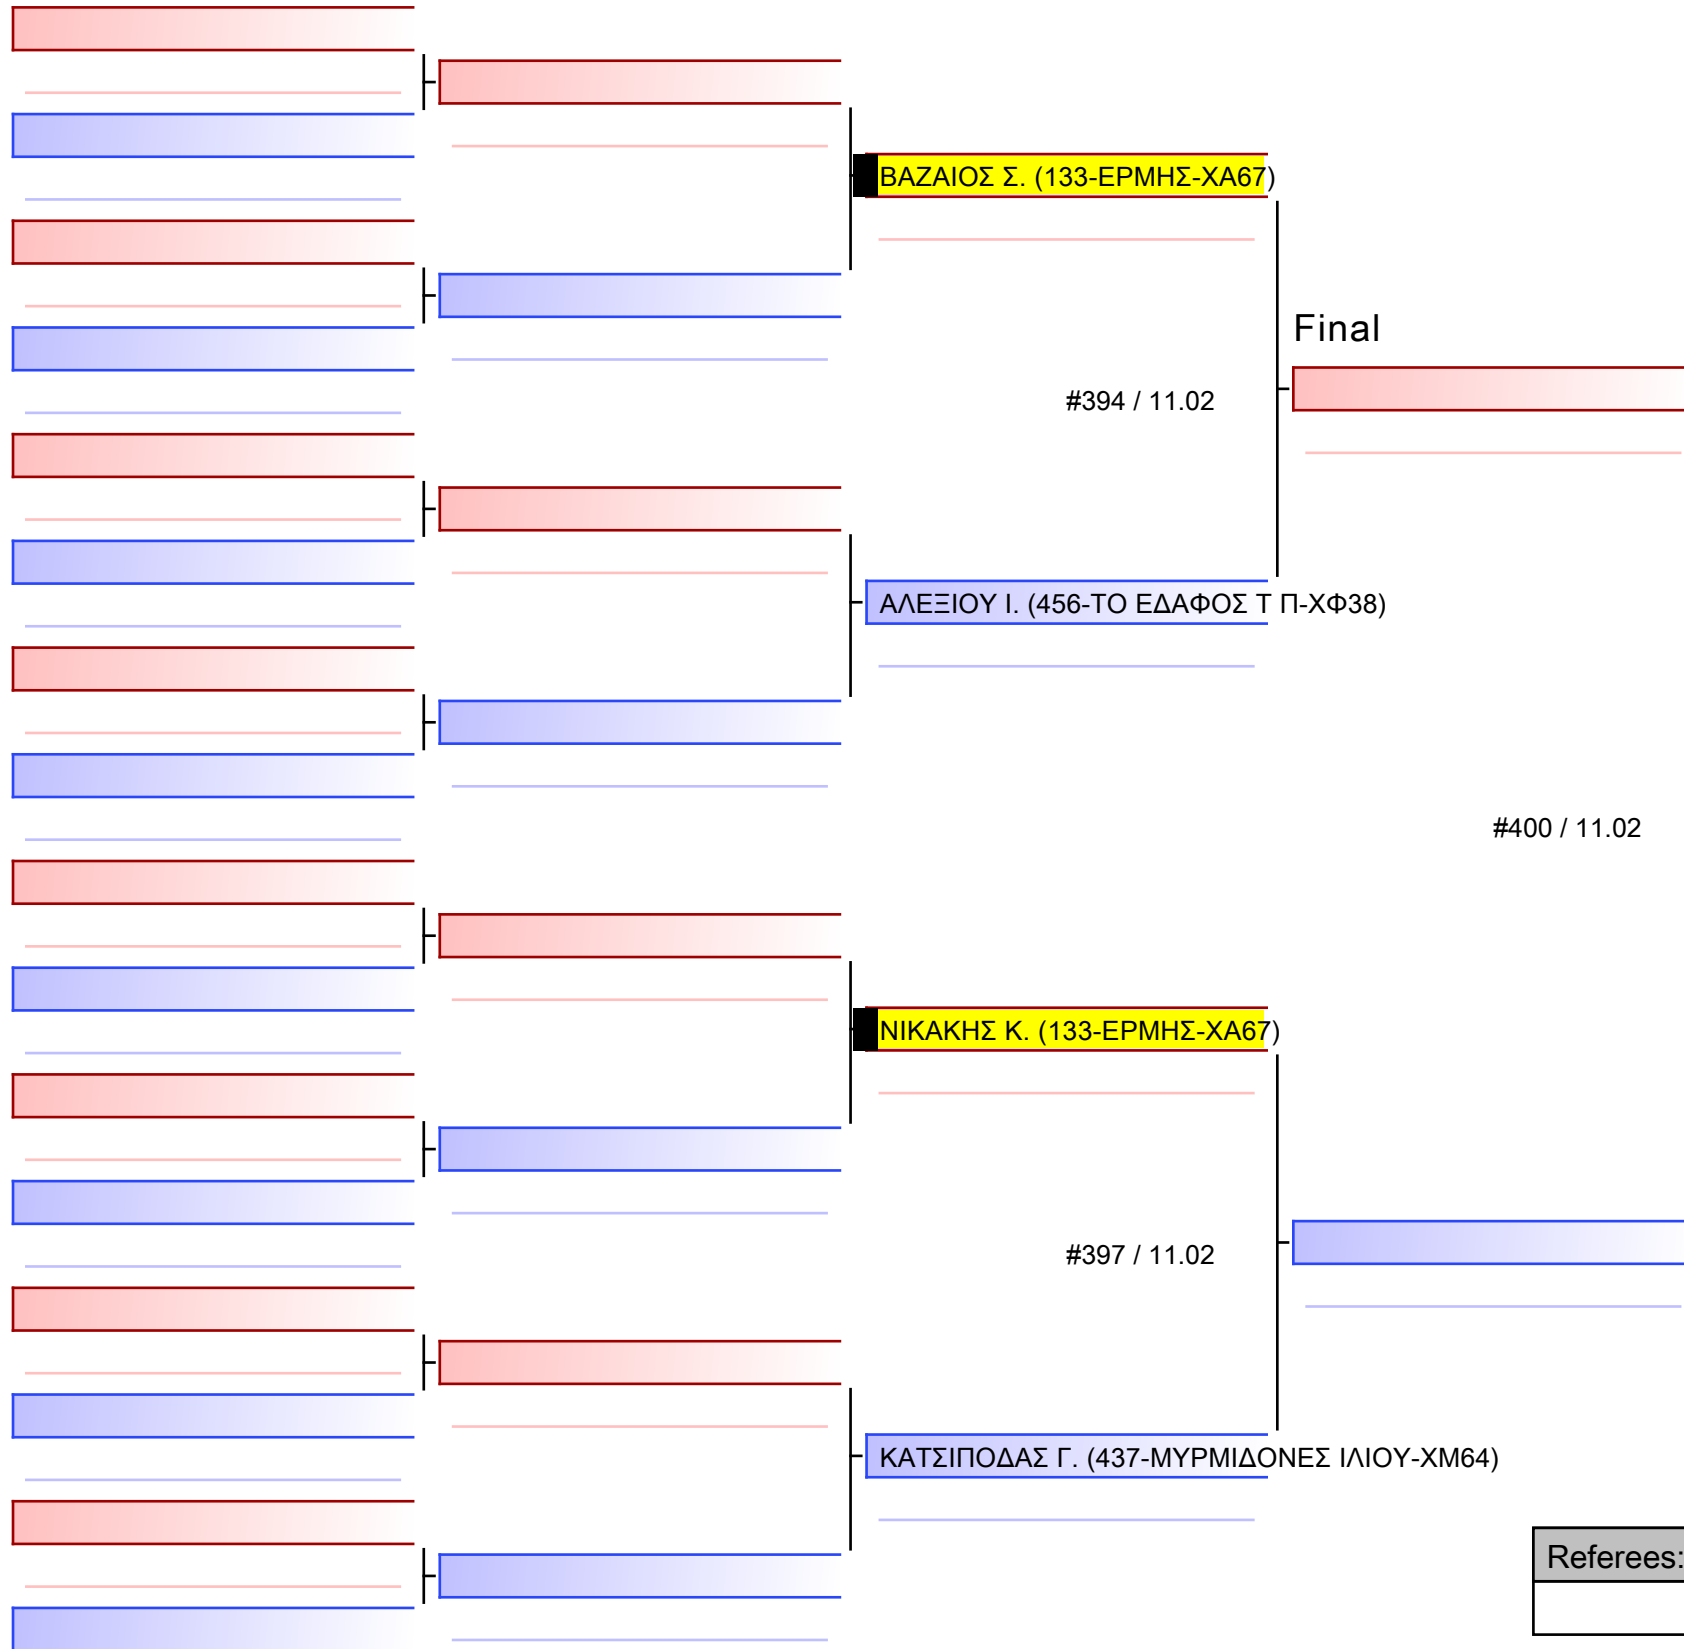 ΒΑΖΑΙΟΣ Σ. (133-ΕΡΜΗΣ-ΧΑ67)
Final
#394 / 11.02
ΑΛΕΞΙΟΥ Ι. (456-ΤΟ ΕΔΑΦΟΣ Τ Π-ΧΦ38)
#400 / 11.02
ΝΙΚΑΚΗΣ Κ. (133-ΕΡΜΗΣ-ΧΑ67)
#397 / 11.02
ΚΑΤΣΙΠΟΔΑΣ Γ. (437-ΜΥΡΜΙΔΟΝΕΣ ΙΛΙΟΥ-ΧΜ64)
Referees: